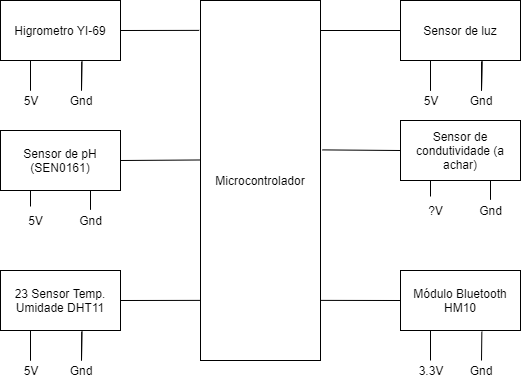 Higrometro YI-69
5V
Gnd
Sensor de pH
(SEN0161)
5V
Gnd
23 Sensor Temp.
Umidade DHT11
5V
Gnd
Microcontrolador
Sensor de luz
5V
Gnd
Sensor de
condutividade (a
achar)
?V
Gnd
Módulo Bluetooth
HM10
3.3V
Gnd